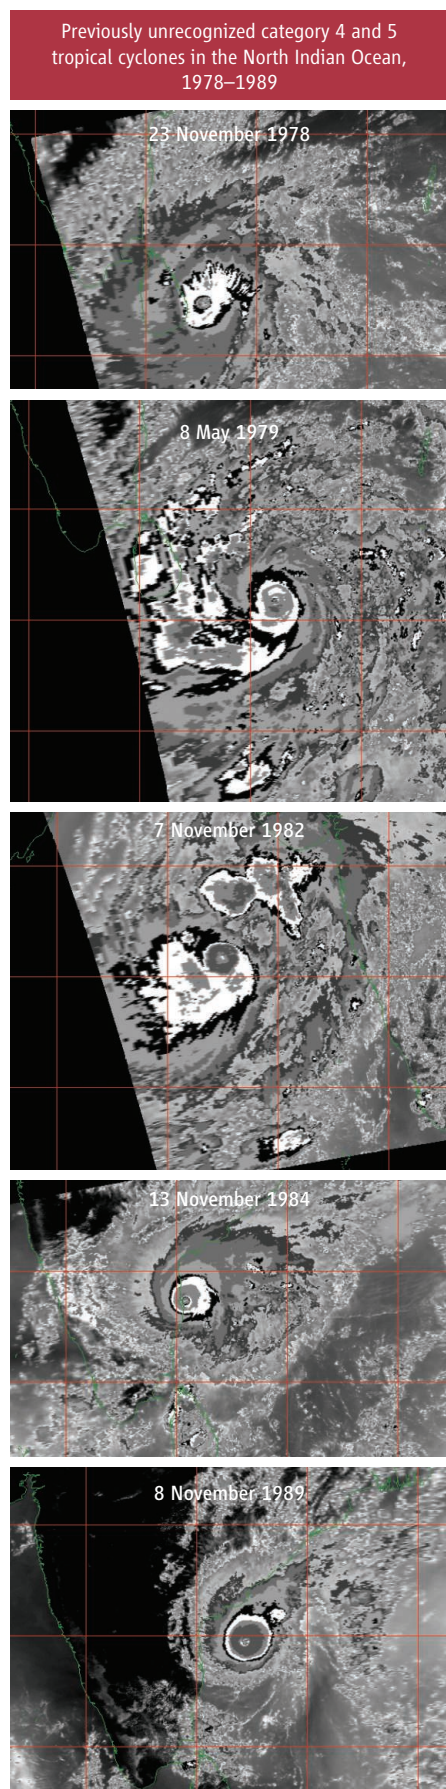 Previously unrecognized category 4 and 5
tropical cyclones in the North Indian Ocean,
1978–1989
23 November 1978
8 May 1979
7 November 1982
13 November 1984
8 November 1989